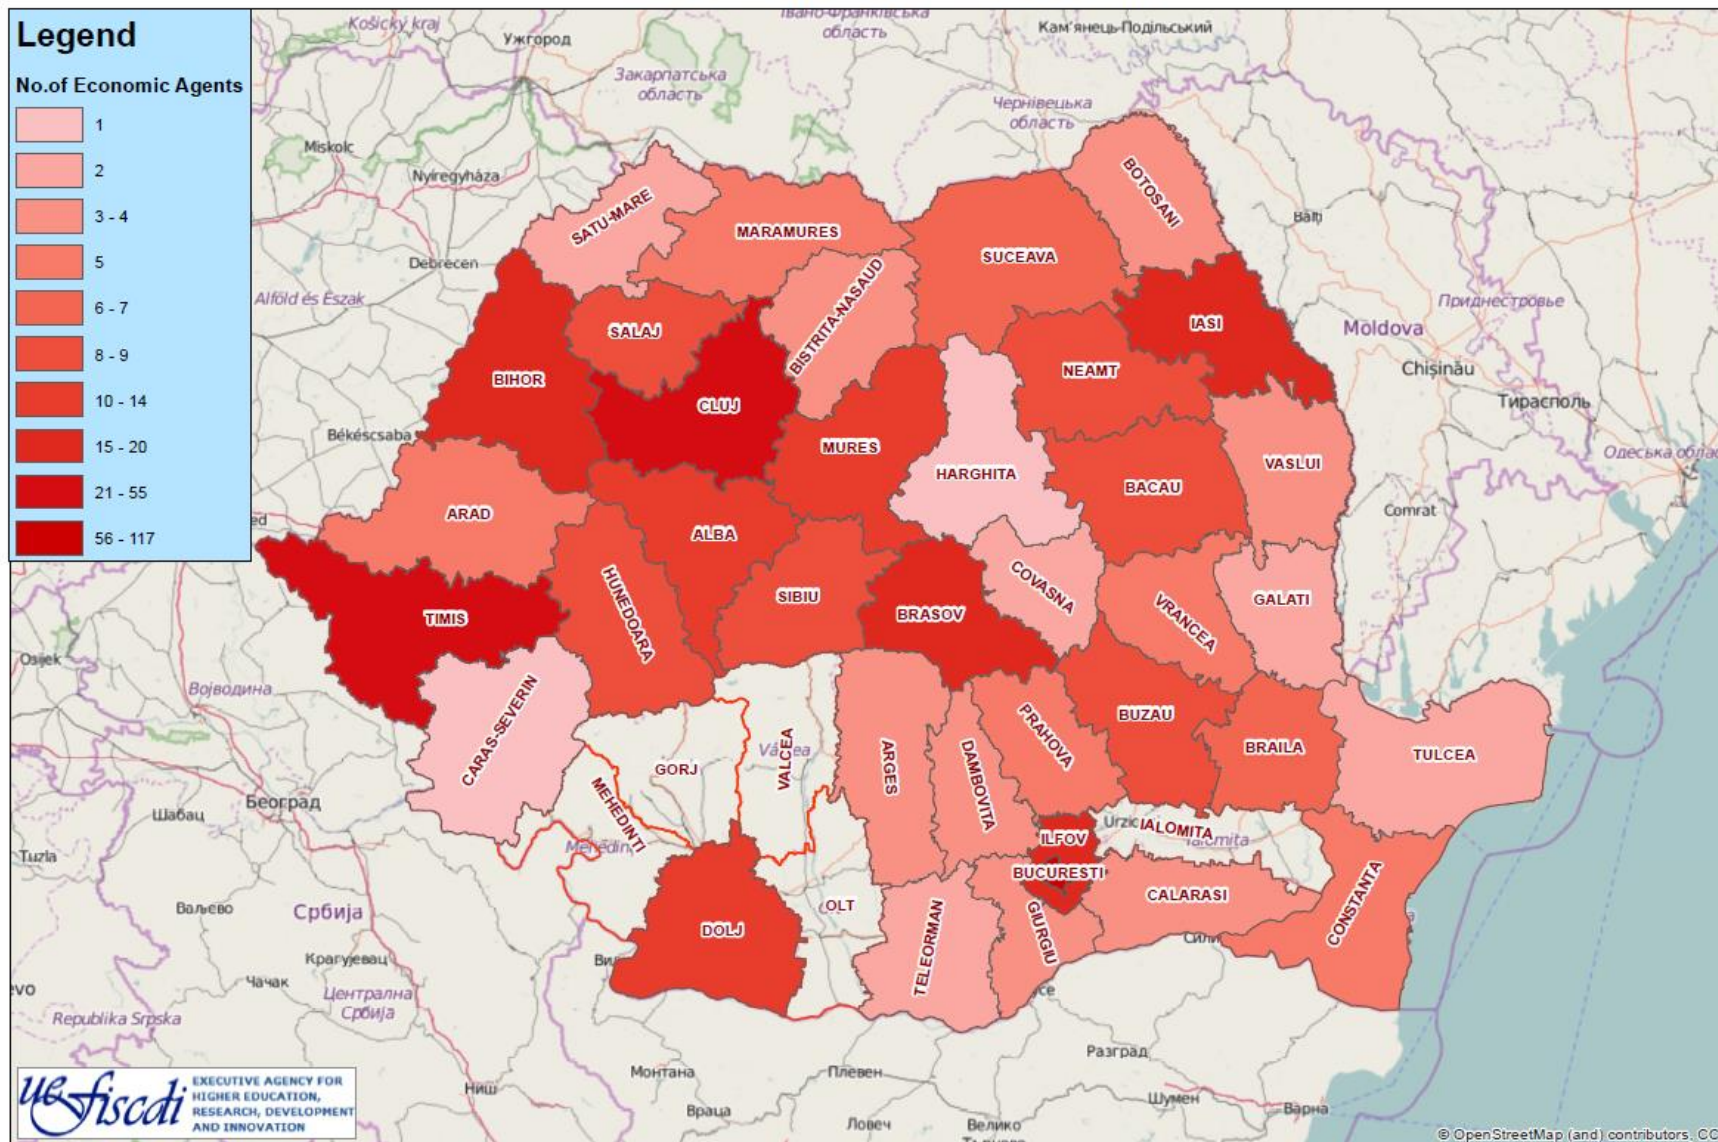 Legend
No.of Economic Agents
1
2
3 - 4
5
6 - 7
8 - 9
10 - 14
15 - 20
21 - 55
56 - 117
Košický kraj
Ужгород
область
Кам'янець-Подільський
Закарпатська
область
Чернівецька
область
Miskolc
Nyíregyháza
BOTOSANI
SATU-MARE
MARAMURES
Bălți
Debrecen
SUCEAVA
BISTRITA-NASAUD
Alföld és Észak
Приднестровье
SALAJ
IASI
Moldova
BIHOR
NEAMT
Chișinău
CLUJ
Тирасполь
Békéscsaba
MURES
Одеська
HARGHITA
VASLUI
BACAU
ARAD
Comrat
ALBA
COVASNA
SIBIU
GALATI
HUNEDOARA
TIMIS
BRASOV
VRANCEA
Осијек
Војводина
CARAS-SEVERIN
BUZAU
PRAHOVA
VALCEA
BRAILA
TULCEA
GORJ
ARGES
DAMBOVITA
Београд
Шабац
MEHEDINTI
ILFOV
IALOMITA
Tuzla
BUCURESTI
CALARASI
CONSTANTA
Ваљево
Србија
OLT
DOLJ
GIURGIU
TELEORMAN
Крагујевац
Чачак
Централна
Србија
Republika Srpska
Разград
Монтана
Плевен
Ниш
Шумен
Варна
Враца
Ловеч
Велико
uefiscdi
EXECUTIVE AGENCY FOR
HIGHER EDUCATION,
RESEARCH, DEVELOPMENT
AND INNOVATION
© OpenStreetMap (and) contributors, CC